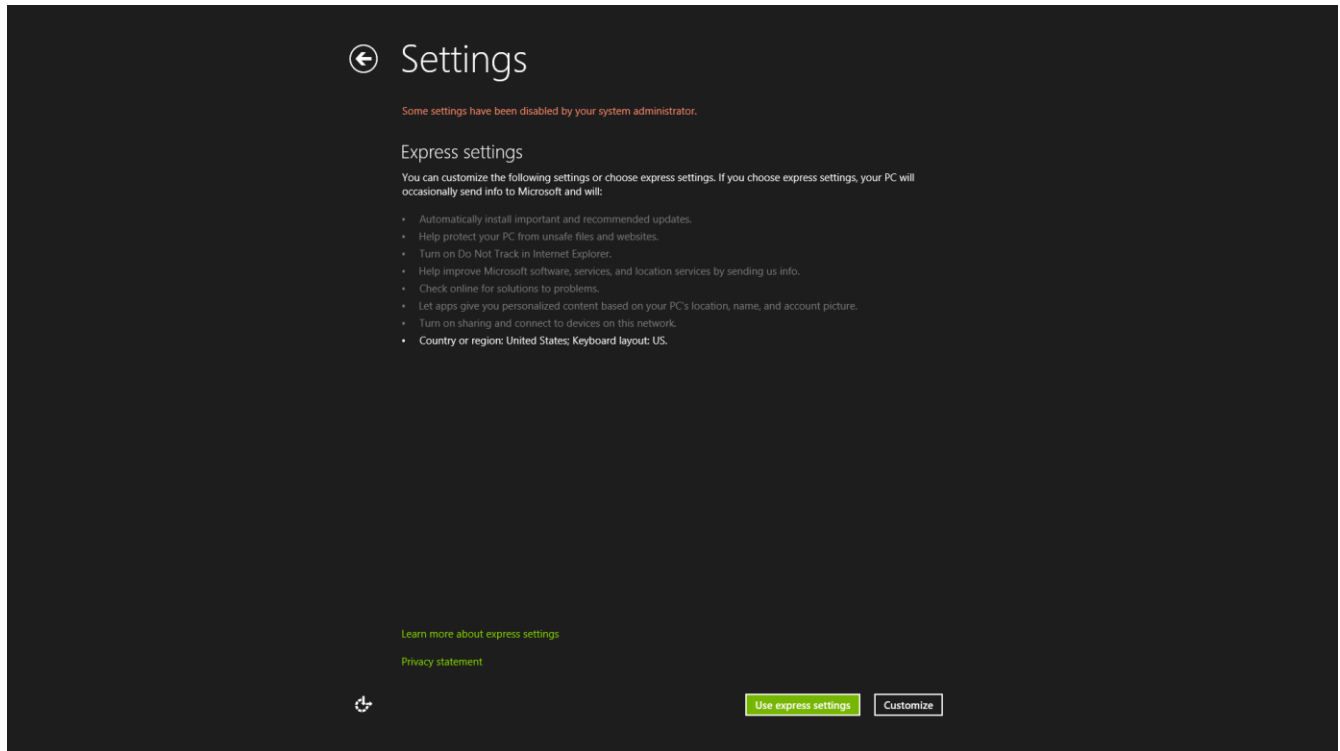 Settings
Some settings have been disabled by your system administrator.
Express settings
You can customize the following settings or choose express settings. If you choose express settings, your PC will
occasionally send info to Microsoft and will:
• Automatically install important and recommended updates.
• Help protect your PC from unsafe files and websites.
• Turn on Do Not Track in Internet Explorer.
• Help improve Microsoft software, services, and location services by sending us info.
• Check online for solutions to problems.
• Let apps give you personalized content based on your PC's location, name, and account picture.
• Turn on sharing and connect to devices on this network.
• Country or region: United States; Keyboard layout: US.
Learn more about express settings
Privacy statement
Use express settings Customize